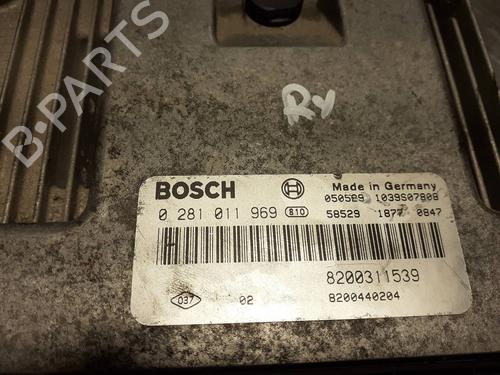 B-PARTS
RY
BOSCH
Made in Germany
050529 1039S07808
0 281 011 969 810
58529 1877 0847
8200311539
037 02 8200440204